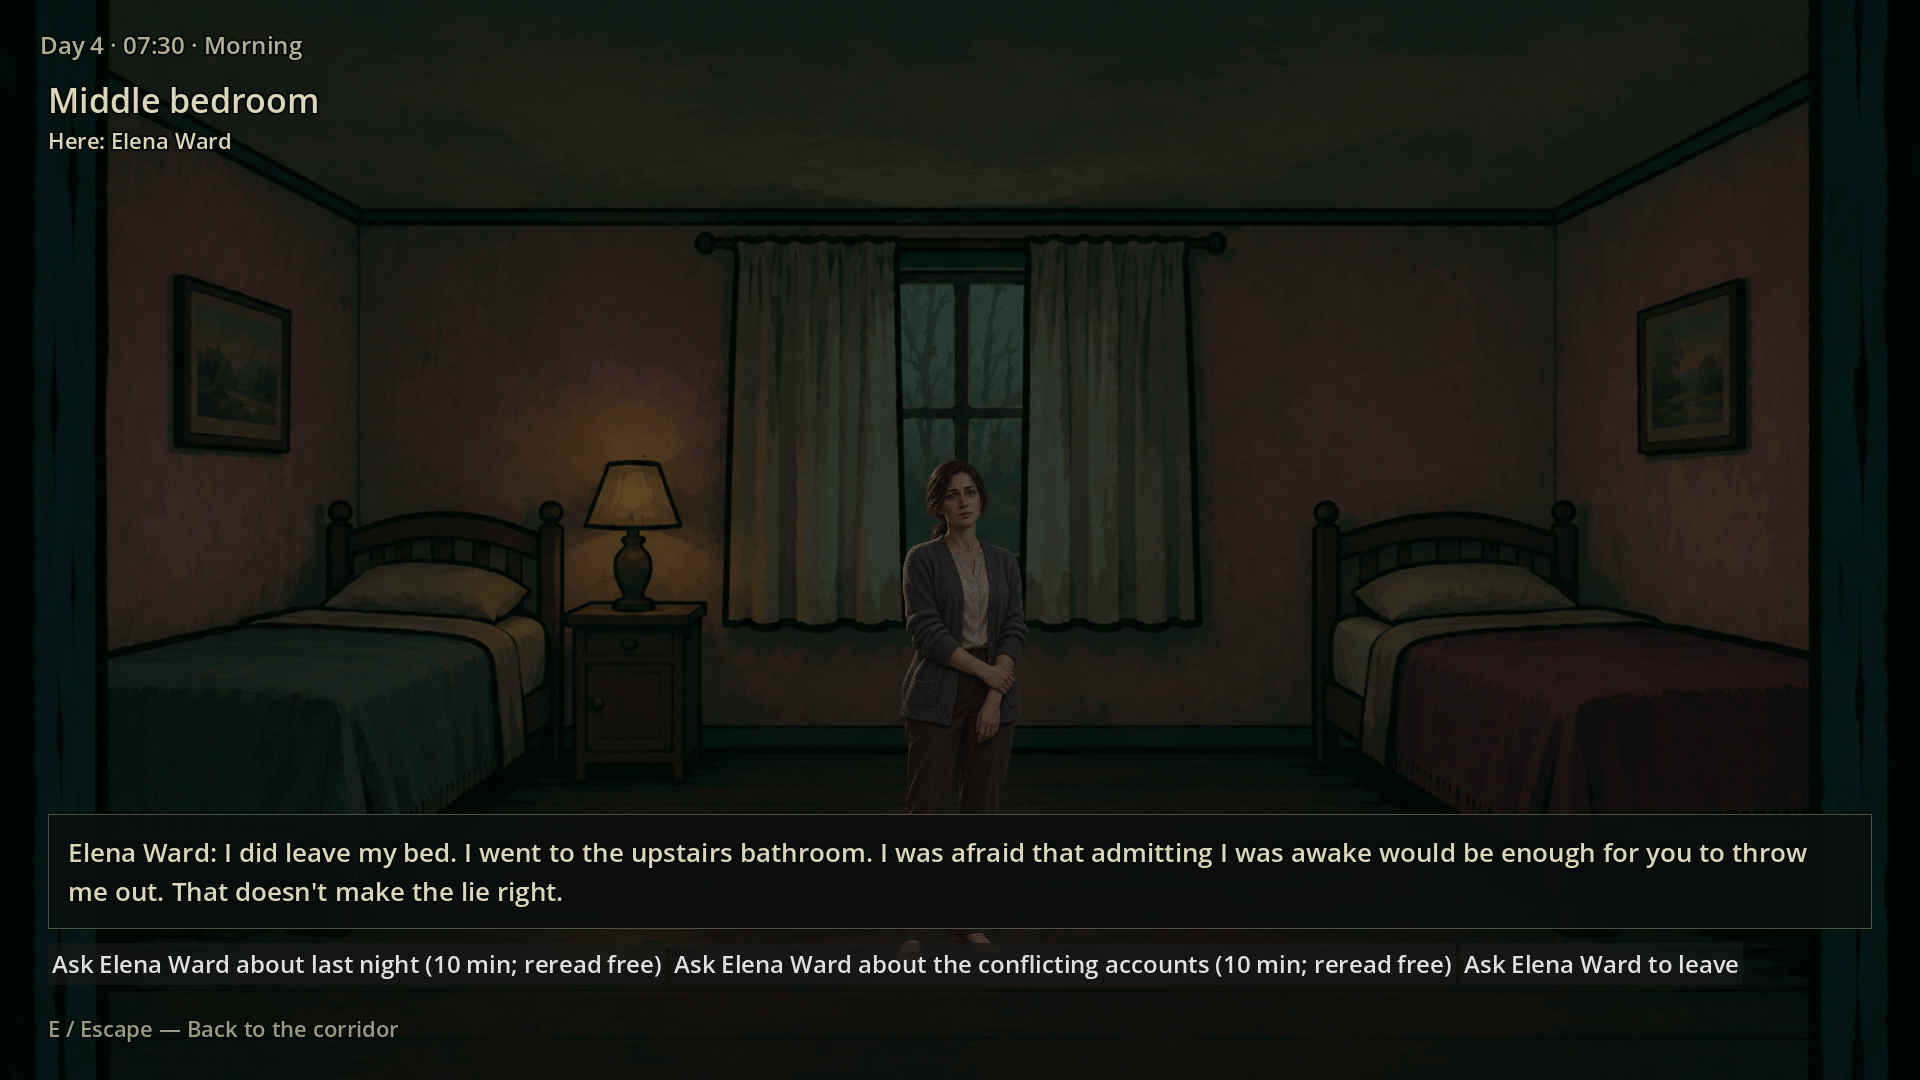 Day 4 · 07:30 · Morning
Middle bedroom
Here: Elena Ward
Elena Ward: I did leave my bed. I went to the upstairs bathroom. I was afraid that admitting I was awake would be enough for you to throw
me out. That doesn't make the lie right.
Ask Elena Ward about last night (10 min; reread free) Ask Elena Ward about the conflicting accounts (10 min; reread free) Ask Elena Ward to leave
E / Escape — Back to the corridor